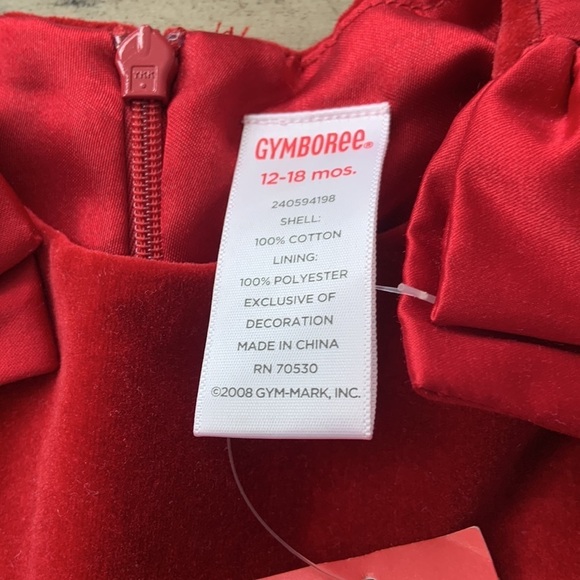 GYMBOREE®
12-18 mos.
240594198
SHELL:
100% COTTON
LINING:
100% POLYESTER
EXCLUSIVE OF
DECORATION
MADE IN CHINA
RN 70530
©2008 GYM-MARK, INC.